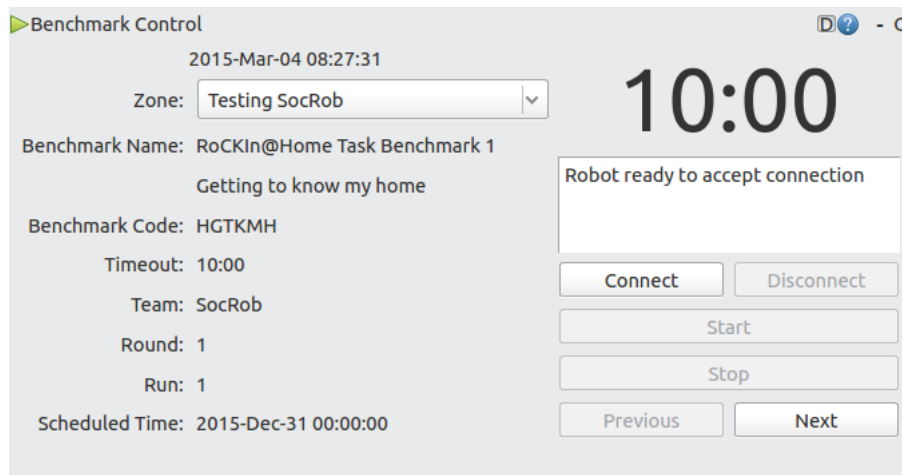 Benchmark Control
D ? - C
2015-Mar-04 08:27:31
Zone: Testing SocRob
10:00
Benchmark Name: RoCKIn@Home Task Benchmark 1
Getting to know my home
Benchmark Code: HGTKMH
Timeout: 10:00
Team: SocRob
Round: 1
Run: 1
Scheduled Time: 2015-Dec-31 00:00:00
Robot ready to accept connection
Connect Disconnect
Start
Stop
Previous Next